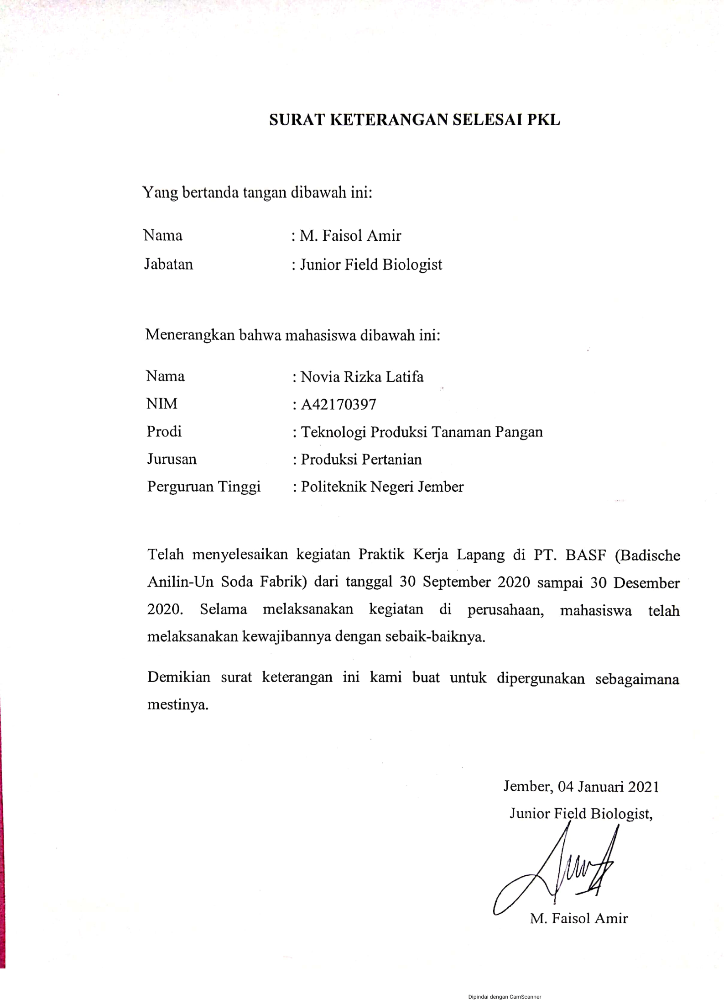 SURAT KETERANGAN SELESAI PKL
Yang bertanda tangan dibawah ini:
Nama : M. Faisol Amir
Jabatan : Junior Field Biologist
Menerangkan bahwa mahasiswa dibawah ini:
Nama : Novia Rizka Latifa
NIM : A42170397
Prodi : Teknologi Produksi Tanaman Pangan
Jurusan : Produksi Pertanian
Perguruan Tinggi : Politeknik Negeri Jember
Telah menyelesaikan kegiatan Praktik Kerja Lapang di PT. BASF (Badische
Anilin-Un Soda Fabrik) dari tanggal 30 September 2020 sampai 30 Desember
2020. Selama melaksanakan kegiatan di perusahaan, mahasiswa telah
melaksanakan kewajibannya dengan sebaik-baiknya.
Demikian surat keterangan ini kami buat untuk dipergunakan sebagaimana
mestinya.
Jember, 04 Januari 2021
Junior Field Biologist,
M. Faisol Amir
Dipindai dengan CamScanner